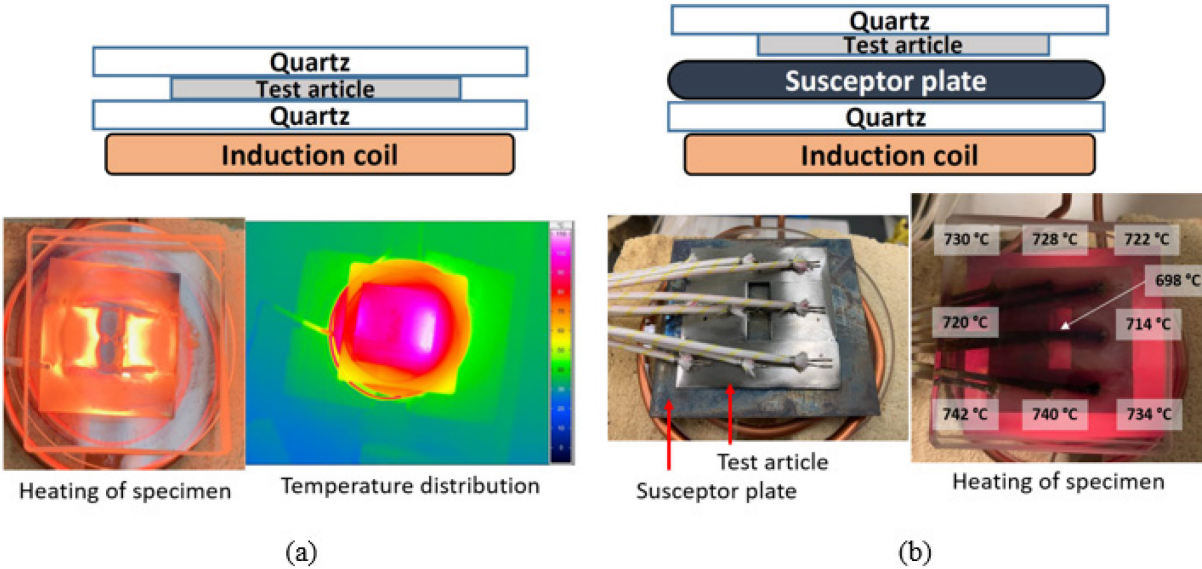 Quartz
Test article
Quartz
Induction coil
Quartz
Test article
Susceptor plate
Quartz
Induction coil
Heating of specimen
Temperature distribution
730 °C 728 °C 722 °C
698 °C
720 °C 714 °C
742 °C 740 °C 734 °C
Test article
Susceptor plate
Heating of specimen
(a)
(b)